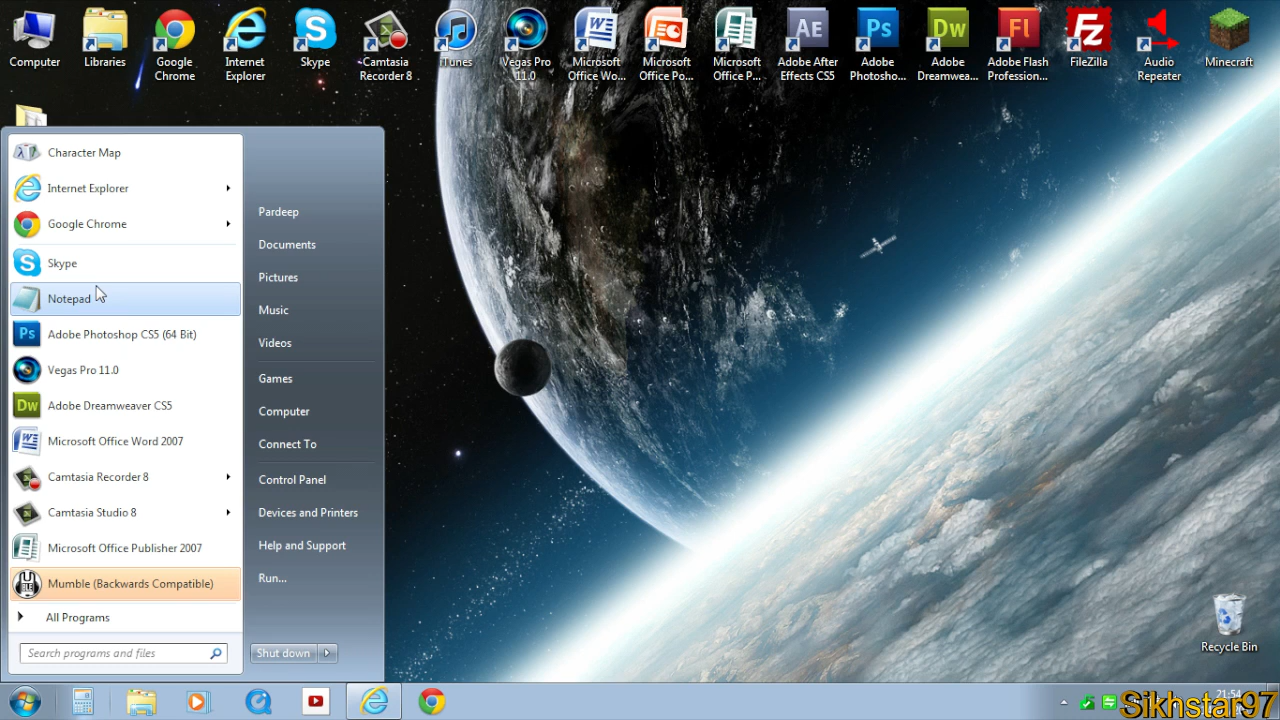 Computer
Libraries
Google
Chrome
Internet
Explorer
Skype
Camtasia
Recorder 8
iTunes
Vegas Pro
11.0
Microsoft
Office Wo...
Microsoft
Office Po...
Microsoft
Office P...
Adobe After
Effects CS5
Adobe
Photosho...
Adobe
Dreamwea...
Adobe Flash
Profession...
FileZilla
Audio
Repeater
Minecraft
Character Map
Internet Explorer
Google Chrome
Skype
Notepad
Adobe Photoshop CS5 (64 Bit)
Vegas Pro 11.0
Adobe Dreamweaver CS5
Microsoft Office Word 2007
Camtasia Recorder 8
Camtasia Studio 8
Microsoft Office Publisher 2007
Mumble (Backwards Compatible)
All Programs
Search programs and files
Pardeep
Documents
Pictures
Music
Videos
Games
Computer
Connect To
Control Panel
Devices and Printers
Help and Support
Run...
Shut down
Recycle Bin
21:54
Sikhstar97